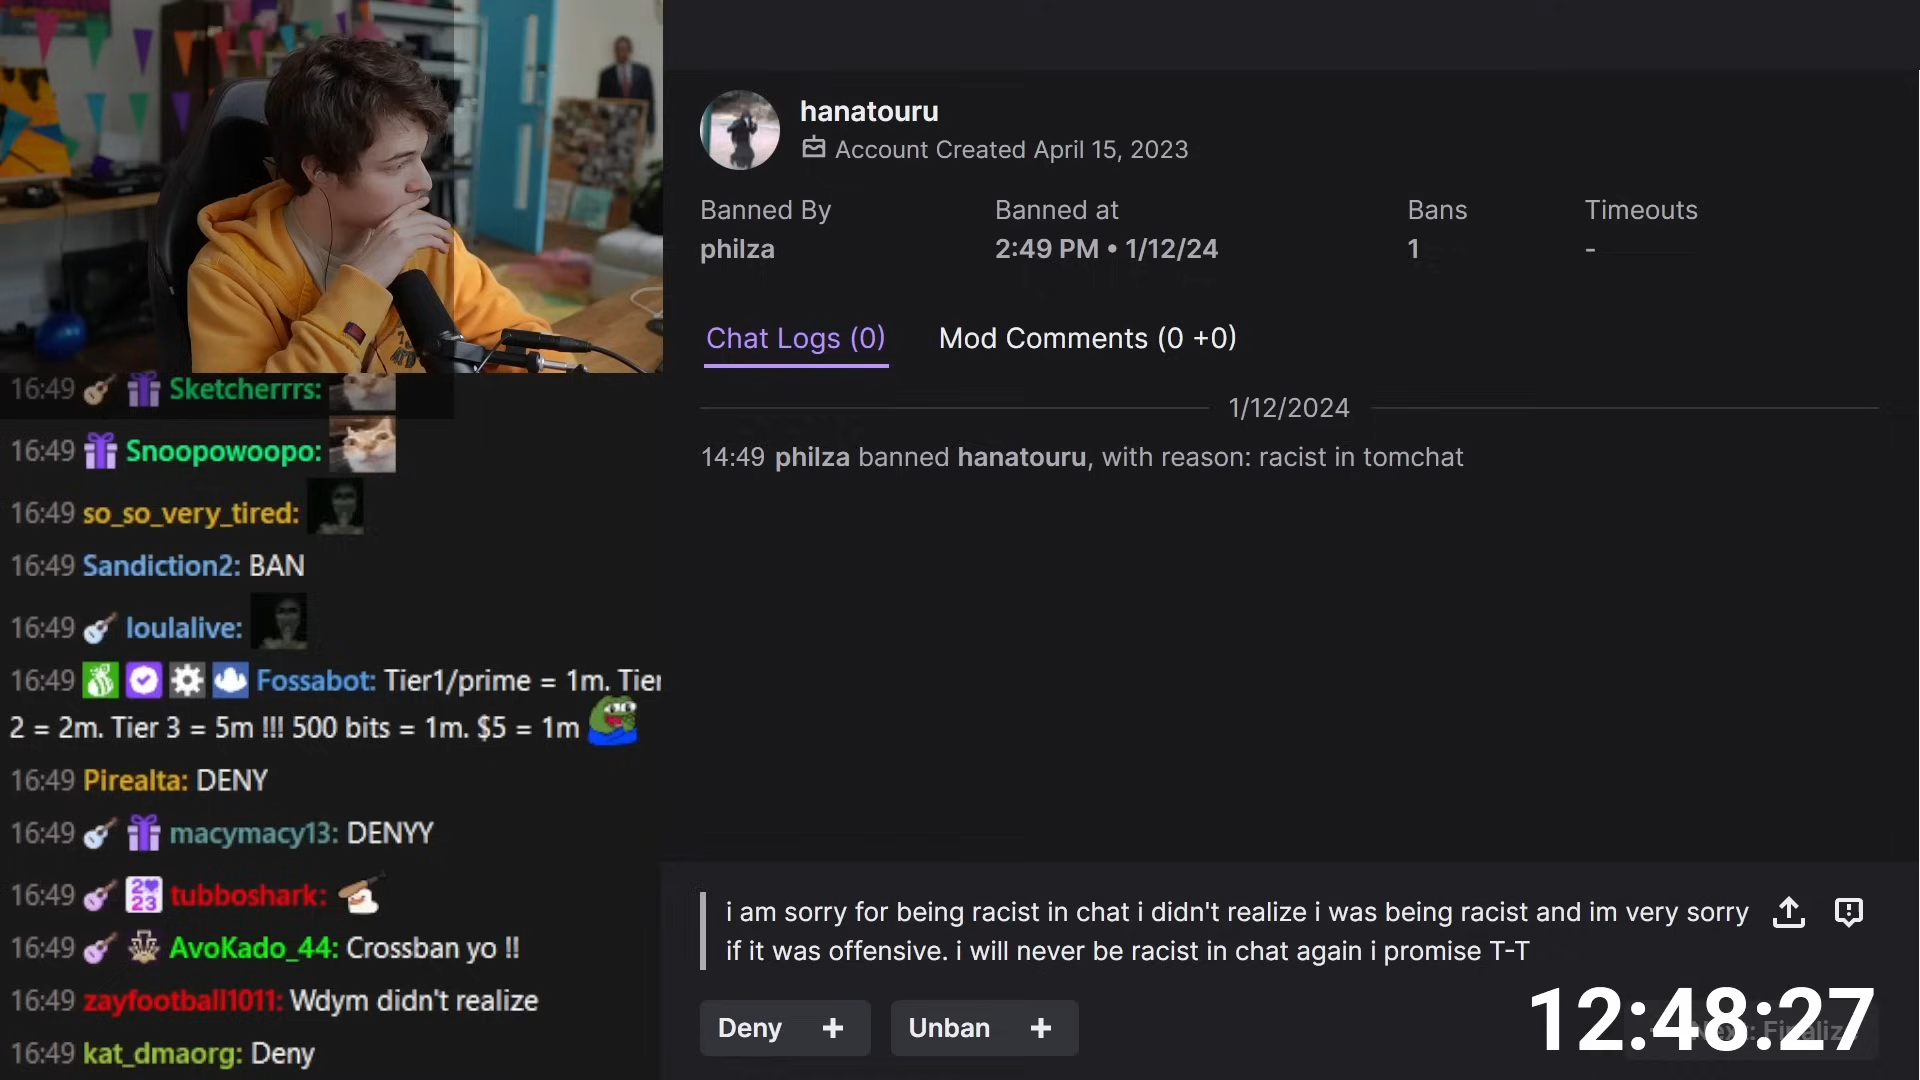 hanatouru
Account Created April 15, 2023
Banned By
Banned at
Bans
Timeouts
philza
2:49 PM • 1/12/24
1
-
Chat Logs (0)
Mod Comments (0 +0)
1/12/2024
14:49 philza banned hanatouru, with reason: racist in tomchat
16:49 Sketcherrrs:
16:49 Snoopowoopo:
16:49 so_so_very_tired:
16:49 Sandiction2: BAN
16:49 loulalive:
16:49 Fossabot: Tier1/prime = 1m. Tier
2 = 2m. Tier 3 = 5m !!! 500 bits = 1m. $5 = 1m
16:49 Pirealta: DENY
16:49 macymacy13: DENYY
16:49 2 23 tubboshark:
16:49 AvoKado_44: Crossban yo !!
16:49 zayfootball1011: Wdym didn't realize
16:49 kat_dmaorg: Deny
i am sorry for being racist in chat i didn't realize i was being racist and im very sorry
if it was offensive. i will never be racist in chat again i promise T-T
Deny +
Unban +
12:48:27